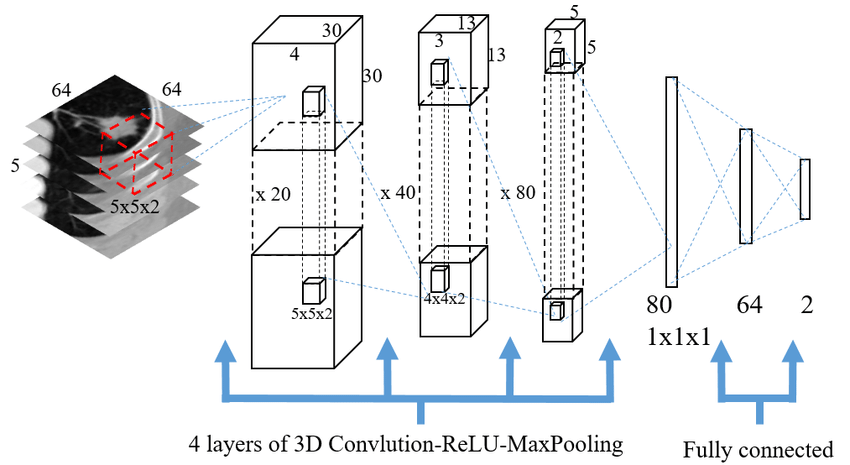 64
64
5
5x5x2
30
4
30
x 20
5x5x2
13
3
13
x 40
4x4x2
5
2
5
x 80
80
1x1x1
64
2
4 layers of 3D Convlution-ReLU-MaxPooling
Fully connected